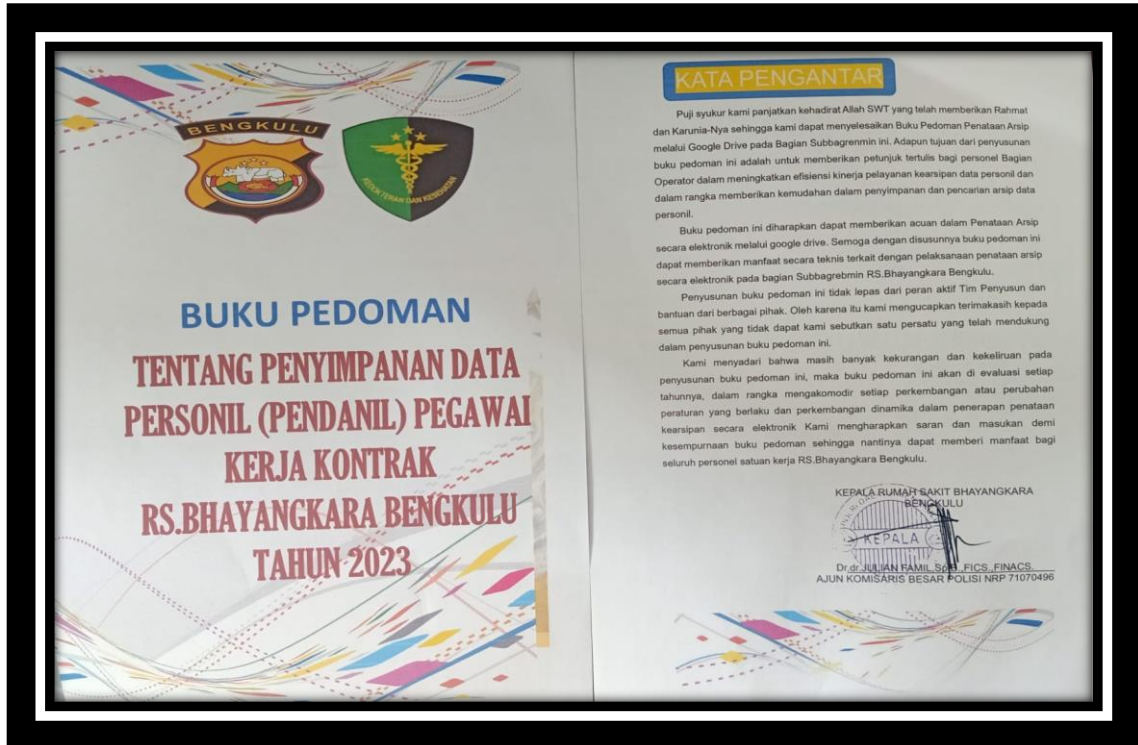 BENGKULU
KEDOKTERAN DAN KESEHATAN
BUKU PEDOMAN
TENTANG PENYIMPANAN DATA
PERSONIL (PENDANIL) PEGAWAI
KERJA KONTRAK
RS.BHAYANGKARA BENGKULU
TAHUN 2023
KATA PENGANTAR
Puji syukur kami panjatkan kehadirat Allah SWT yang telah memberikan Rahmat
dan Karunia-Nya sehingga kami dapat menyelesaikan Buku Pedoman Penataan Arsip
melalui Google Drive pada Bagian Subbagrenmin ini. Adapun tujuan dari penyusunan
buku pedoman ini adalah untuk memberikan petunjuk tertulis bagi personel Bagian
Operator dalam meningkatkan efisiensi kinerja pelayanan kearsipan data personil dan
dalam rangka memberikan kemudahan dalam penyimpanan dan pencarian arsip data
personil.
Buku pedoman ini diharapkan dapat memberikan acuan dalam Penataan Arsip
secara elektronik melalui google drive. Semoga dengan disusunnya buku pedoman ini
dapat memberikan manfaat secara teknis terkait dengan pelaksanaan penataan arsip
secara elektronik pada bagian Subbagrebmin RS.Bhayangkara Bengkulu.
Penyusunan buku pedoman ini tidak lepas dari peran aktif Tim Penyusun dan
bantuan dari berbagai pihak. Oleh karena itu kami mengucapkan terimakasih kepada
semua pihak yang tidak dapat kami sebutkan satu persatu yang telah mendukung
dalam penyusunan buku pedoman ini.
Kami menyadari bahwa masih banyak kekurangan dan kekeliruan pada
penyusunan buku pedoman ini, maka buku pedoman ini akan di evaluasi setiap
tahunnya, dalam rangka mengakomodir setiap perkembangan atau perubahan
peraturan yang berlaku dan perkembangan dinamika dalam penerapan penataan
kearsipan secara elektronik Kami mengharapkan saran dan masukan demi
kesempurnaan buku pedoman sehingga nantinya dapat memberi manfaat bagi
seluruh personel satuan kerja RS.Bhayangkara Bengkulu.
KEPALA RUMAH SAKIT BHAYANGKARA
BENGKULU
KEPALA
Dr.dr.JULIAN FAMIL,Sp.B.,FICS.,FINACS.
AJUN KOMISARIS BESAR POLISI NRP 71070496